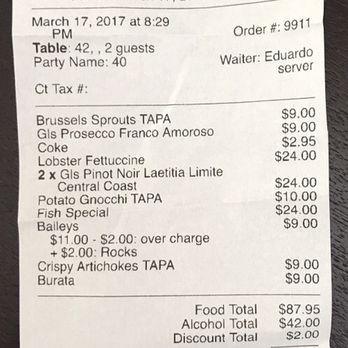 March 17, 2017 at 8:29 PM
Order #: 9911
Table: 42, , 2 guests
Party Name: 40
Waiter: Eduardo server
Ct Tax #:
Brussels Sprouts TAPA $9.00
Gls Prosecco Franco Amoroso $9.00
Coke $2.95
Lobster Fettuccine $24.00
2 x Gls Pinot Noir Laetitia Limite
Central Coast $24.00
Potato Gnocchi TAPA $10.00
Fish Special $24.00
Baileys $9.00
$11.00 - $2.00: over charge
+ $2.00: Rocks
Crispy Artichokes TAPA $9.00
Burata $9.00
Food Total $87.95
Alcohol Total $42.00
Discount Total $2.00